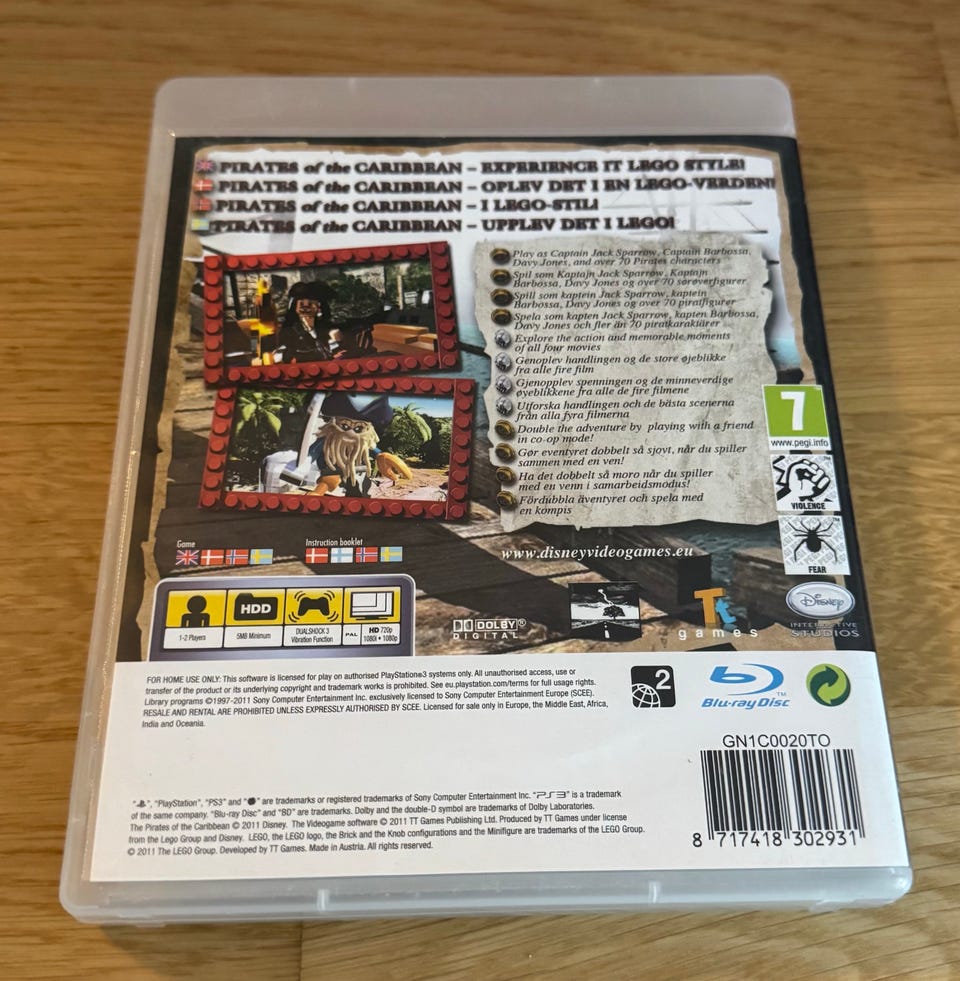 PIRATES of the CARIBBEAN – EXPERIENCE IT LEGO STYLE!
PIRATES of the CARIBBEAN – OPLEV DET I EN LEGO-VERDEN!
PIRATES of the CARIBBEAN – I LEGO-STIL!
PIRATES of the CARIBBEAN – UPPLEV DET I LEGO!
Play as Captain Jack Sparrow, Captain Barbossa,
Davy Jones, and over 70 Pirates characters
Spil som Kaptajn Jack Sparrow, Kaptajn
Barbossa, Davy Jones og over 70 sørøverfigurer
Spill som kaptein Jack Sparrow, kaptein
Barbossa, Davy Jones og over 70 piratfigurer
Spela som kapten Jack Sparrow, kapten Barbossa,
Davy Jones och fler än 70 piratkaraktärer
Explore the action and memorable moments
of all four movies
Genoplev handlingen og de store øjeblikke
fra alle fire film
Gjenopplev spenningen og de minneverdige
øyeblikkene fra alle de fire filmene
Utforska handlingen och de bästa scenerna
från alla fyra filmerna
Double the adventure by playing with a friend
in co-op mode!
Gør eventyret dobbelt så sjovt, når du spiller
sammen med en ven!
Ha det dobbelt så moro når du spiller
med en venn i samarbeidsmodus!
Fördubbla äventyret och spela med
en kompis
7
www.pegi.info
VIOLENCE
FEAR
Game
Instruction booklet
www.disneyvideogames.eu
1-2 Players
HDD
5MB Minimum
DUALSHOCK 3
Vibration Function
PAL
HD 720p
1080i • 1080p
DOLBY®
DIGITAL
Tt
games
Disney
INTERACTIVE
STUDIOS
FOR HOME USE ONLY: This software is licensed for play on authorised PlayStation3 systems only. All unauthorised access, use or
transfer of the product or its underlying copyright and trademark works is prohibited. See eu.playstation.com/terms for full usage rights.
Library programs ©1997-2011 Sony Computer Entertainment Inc. exclusively licensed to Sony Computer Entertainment Europe (SCEE).
RESALE AND RENTAL ARE PROHIBITED UNLESS EXPRESSLY AUTHORISED BY SCEE. Licensed for sale only in Europe, the Middle East, Africa,
India and Oceania.
2
Blu-ray Disc™
GN1C0020TO
8 717418 302931
" ", "PlayStation", "PS3" and " " are trademarks or registered trademarks of Sony Computer Entertainment Inc. "PS3" is a trademark
of the same company. "Blu-ray Disc" and "BD" are trademarks. Dolby and the double-D symbol are trademarks of Dolby Laboratories.
The Pirates of the Caribbean © 2011 Disney. The Videogame software © 2011 TT Games Publishing Ltd. Produced by TT Games under license
from the Lego Group and Disney. LEGO, the LEGO logo, the Brick and the Knob configurations and the Minifigure are trademarks of the LEGO Group.
© 2011 The LEGO Group. Developed by TT Games. Made in Austria. All rights reserved.